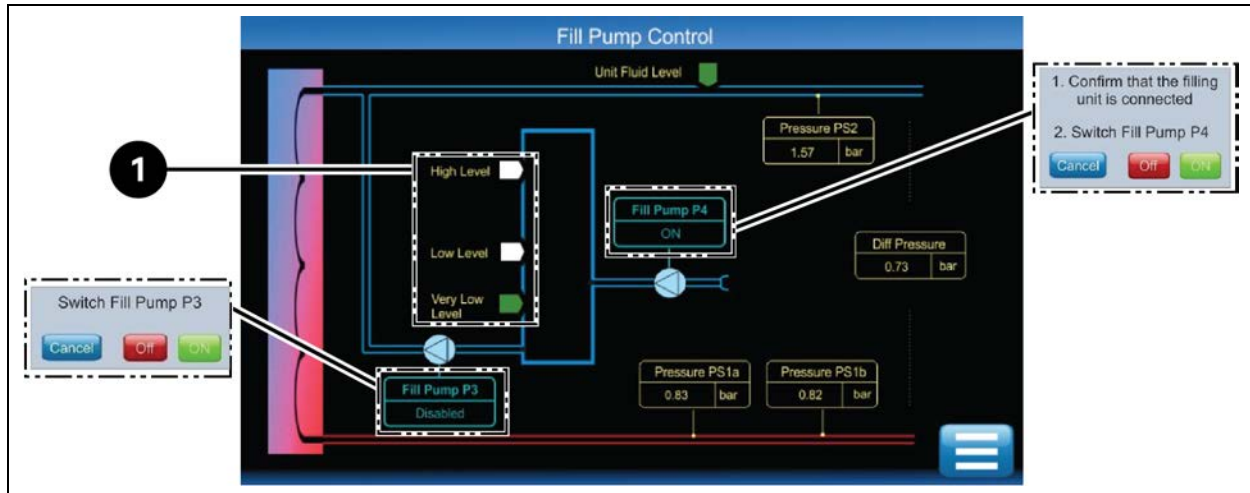 Fill Pump Control
Unit Fluid Level
1. Confirm that the filling
unit is connected
2. Switch Fill Pump P4
Cancel Off ON
Pressure PS2
1.57 bar
1
High Level
Low Level
Very Low
Level
Fill Pump P4
ON
Diff Pressure
0.73 bar
Switch Fill Pump P3
Cancel Off ON
Fill Pump P3
Disabled
Pressure PS1a
0.83 bar
Pressure PS1b
0.82 bar